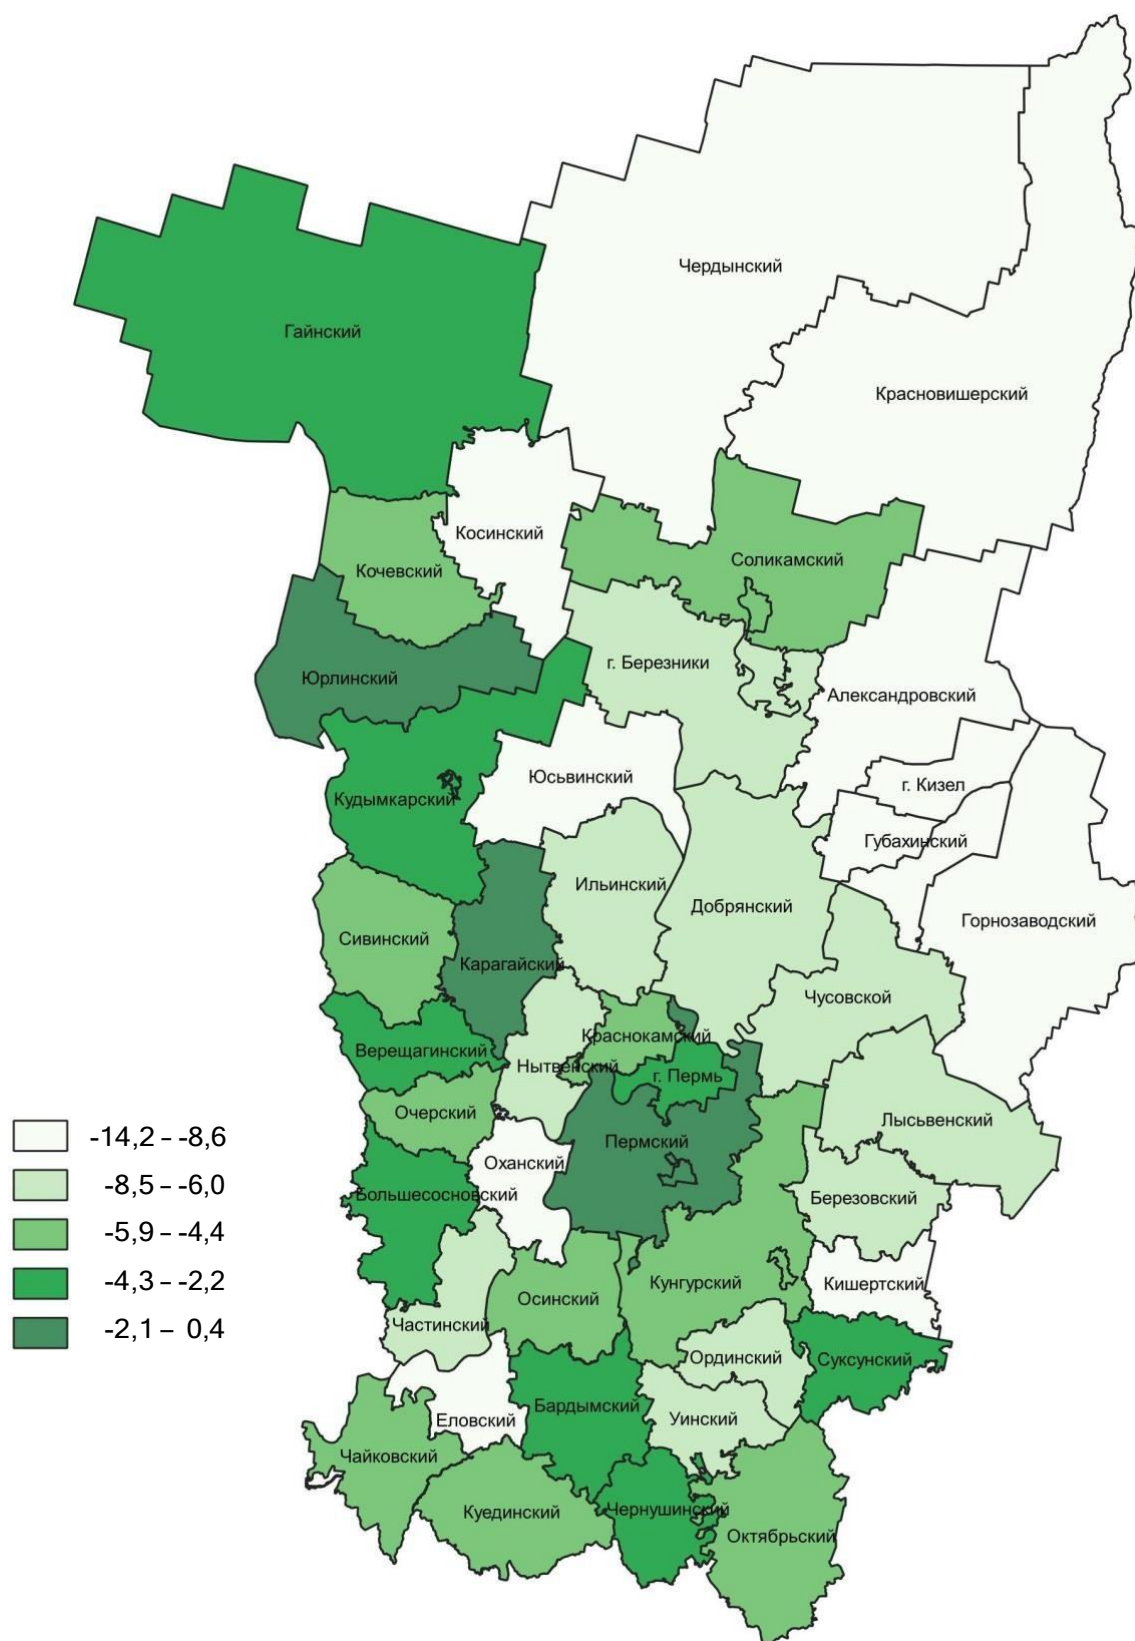 Чердынский
Гайнский
Красновишерский
Косинский
Соликамский
Кочевский
г. Березники
Юрлинский
Александровский
Юсьвинский
г. Кизел
Кудымкарский
Губахинский
Ильинский
Добрянский
Горнозаводский
Сивинский
Карагайский
Чусовской
Краснокамский
Верещагинский
Нытвенский
г. Пермь
Очерский
Лысьвенский
-14,2 – -8,6
Пермский
Оханский
-8,5 – -6,0
Большесосновский
Березовский
-5,9 – -4,4
-4,3 – -2,2
Кунгурский
Кишертский
Осинский
-2,1 – 0,4
Частинский
Ординский
Суксунский
Бардымский
Уинский
Еловский
Чайковский
Куединский
Чернушинский
Октябрьский